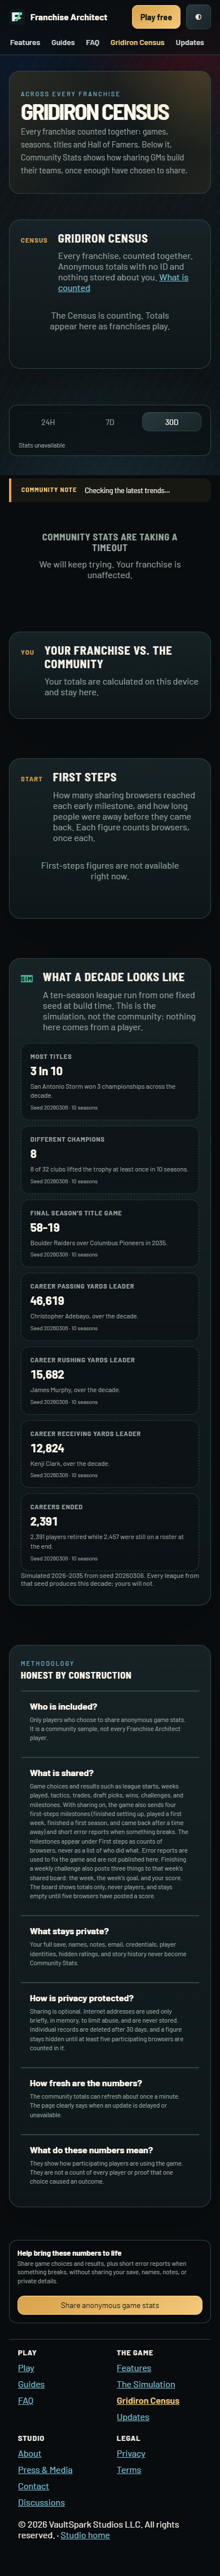 Franchise Architect
Play free
Features
Guides
FAQ
Gridiron Census
Updates
ACROSS EVERY FRANCHISE
GRIDIRON CENSUS
Every franchise counted together: games,
seasons, titles and Hall of Famers. Below it,
Community Stats shows how sharing GMs build
their teams, once enough have chosen to share.
CENSUS
GRIDIRON CENSUS
Every franchise, counted together.
Anonymous totals with no ID and
nothing stored about you. What is
counted
The Census is counting. Totals
appear here as franchises play.
24H
7D
30D
Stats unavailable
COMMUNITY NOTE
Checking the latest trends...
COMMUNITY STATS ARE TAKING A
TIMEOUT
We will keep trying. Your franchise is
unaffected.
YOU
YOUR FRANCHISE VS. THE
COMMUNITY
Your totals are calculated on this device
and stay here.
START
FIRST STEPS
How many sharing browsers reached
each early milestone, and how long
people were away before they came
back. Each figure counts browsers,
once each.
First-steps figures are not available
right now.
SIM
WHAT A DECADE LOOKS LIKE
A ten-season league run from one fixed
seed at build time. This is the
simulation, not the community: nothing
here comes from a player.
MOST TITLES
3 in 10
San Antonio Storm won 3 championships across the
decade.
Seed 20260308 · 10 seasons
DIFFERENT CHAMPIONS
8
8 of 32 clubs lifted the trophy at least once in 10 seasons.
Seed 20260308 · 10 seasons
FINAL SEASON'S TITLE GAME
58-19
Boulder Raiders over Columbus Pioneers in 2035.
Seed 20260308 · 10 seasons
CAREER PASSING YARDS LEADER
46,619
Christopher Adebayo, over the decade.
Seed 20260308 · 10 seasons
CAREER RUSHING YARDS LEADER
15,682
James Murphy, over the decade.
Seed 20260308 · 10 seasons
CAREER RECEIVING YARDS LEADER
12,824
Kenji Clark, over the decade.
Seed 20260308 · 10 seasons
CAREERS ENDED
2,391
2,391 players retired while 2,457 were still on a roster at
the end.
Seed 20260308 · 10 seasons
Simulated 2026-2035 from seed 20260308. Every league from
that seed produces this decade; yours will not.
METHODOLOGY
HONEST BY CONSTRUCTION
Who is included?
Only players who choose to share anonymous game stats.
It is a community sample, not every Franchise Architect
player.
What is shared?
Game choices and results such as league starts, weeks
played, tactics, trades, draft picks, wins, challenges, and
milestones. With sharing on, the game also sends four
first-steps milestones (finished setting up, played a first
week, finished a first season, and came back after a time
away) and short error reports when something breaks. The
milestones appear under First steps as counts of
browsers, never as a list of who did what. Error reports are
used to fix the game and are not published here. Finishing
a weekly challenge also posts three things to that week's
shared board: the week, the week's goal, and your score.
The board shows totals only, never players, and stays
empty until five browsers have posted a score.
What stays private?
Your full save, names, notes, email, credentials, player
identities, hidden ratings, and story history never become
Community Stats.
How is privacy protected?
Sharing is optional. Internet addresses are used only
briefly, in memory, to limit abuse, and are never stored.
Individual records are deleted after 30 days, and a figure
stays hidden until at least five participating browsers are
counted in it.
How fresh are the numbers?
The community totals can refresh about once a minute.
The page clearly says when an update is delayed or
unavailable.
What do these numbers mean?
They show how participating players are using the game.
They are not a count of every player or proof that one
choice caused an outcome.
Help bring these numbers to life
Share game choices and results, plus short error reports when
something breaks, without sharing your save, names, notes, or
private details.
Share anonymous game stats
PLAY
Play
Guides
FAQ
THE GAME
Features
The Simulation
Gridiron Census
Updates
STUDIO
About
Press & Media
Contact
Discussions
LEGAL
Privacy
Terms
© 2026 VaultSpark Studios LLC. All rights
reserved. · Studio home